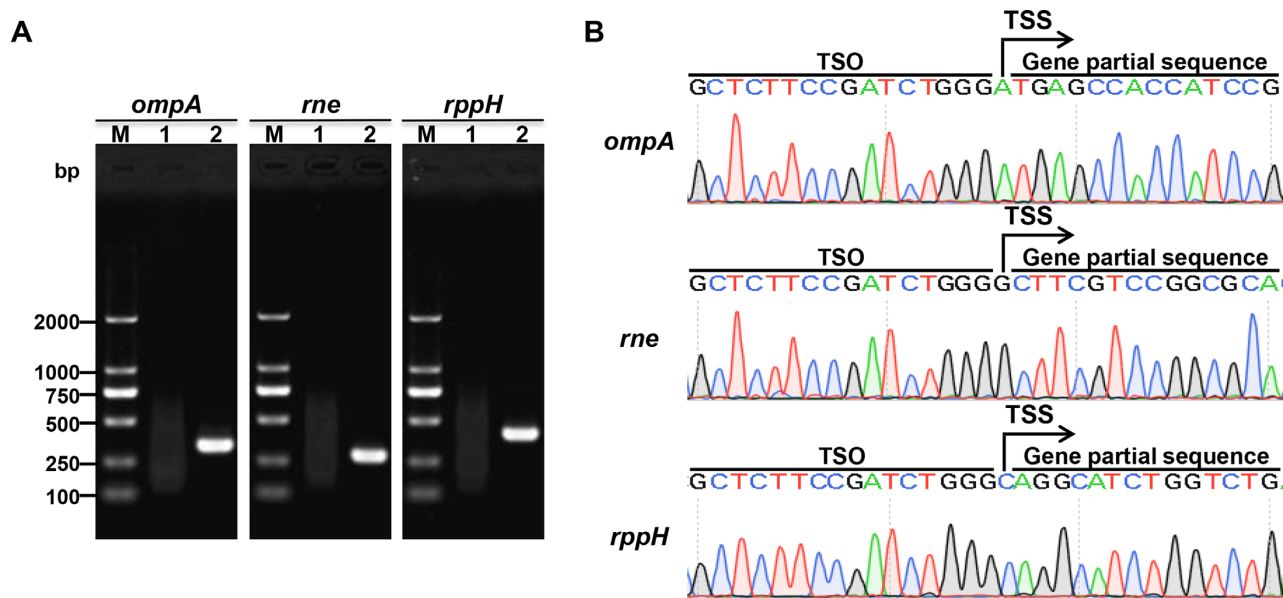 A
ompA rne rppH
M 1 2 M 1 2 M 1 2
bp
2000
1000
750
500
250
100
B
TSS
TSO Gene partial sequence
GCTCTTCCGATCTGGGATGAGCCACCATCCG
ompA
TSS
TSO Gene partial sequence
GCTCTTCCGATCTGGGGCTTCGTCCGGCGCA
rne
TSS
TSO Gene partial sequence
GCTCTTCCGATCTGGGCAGGCATCTGGTCTG
rppH